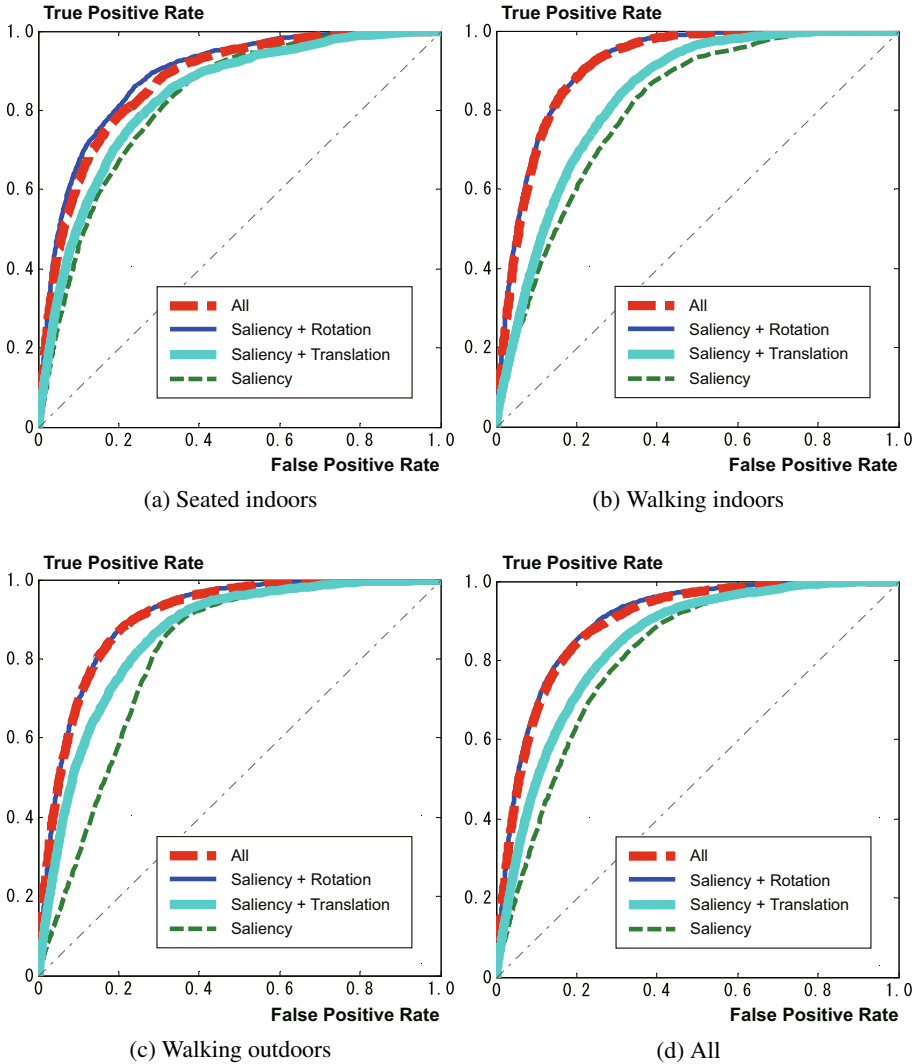 True Positive Rate
1.0
0.8
0.6
0.4
0.2
0
All
Saliency + Rotation
Saliency + Translation
Saliency
0 0.2 0.4 0.6 0.8 1.0
False Positive Rate
(a) Seated indoors
True Positive Rate
1.0
0.8
0.6
0.4
0.2
0
All
Saliency + Rotation
Saliency + Translation
Saliency
0 0.2 0.4 0.6 0.8 1.0
False Positive Rate
(b) Walking indoors
True Positive Rate
1.0
0.8
0.6
0.4
0.2
0
All
Saliency + Rotation
Saliency + Translation
Saliency
0 0.2 0.4 0.6 0.8 1.0
False Positive Rate
(c) Walking outdoors
True Positive Rate
1.0
0.8
0.6
0.4
0.2
0
All
Saliency + Rotation
Saliency + Translation
Saliency
0 0.2 0.4 0.6 0.8 1.0
False Positive Rate
(d) All